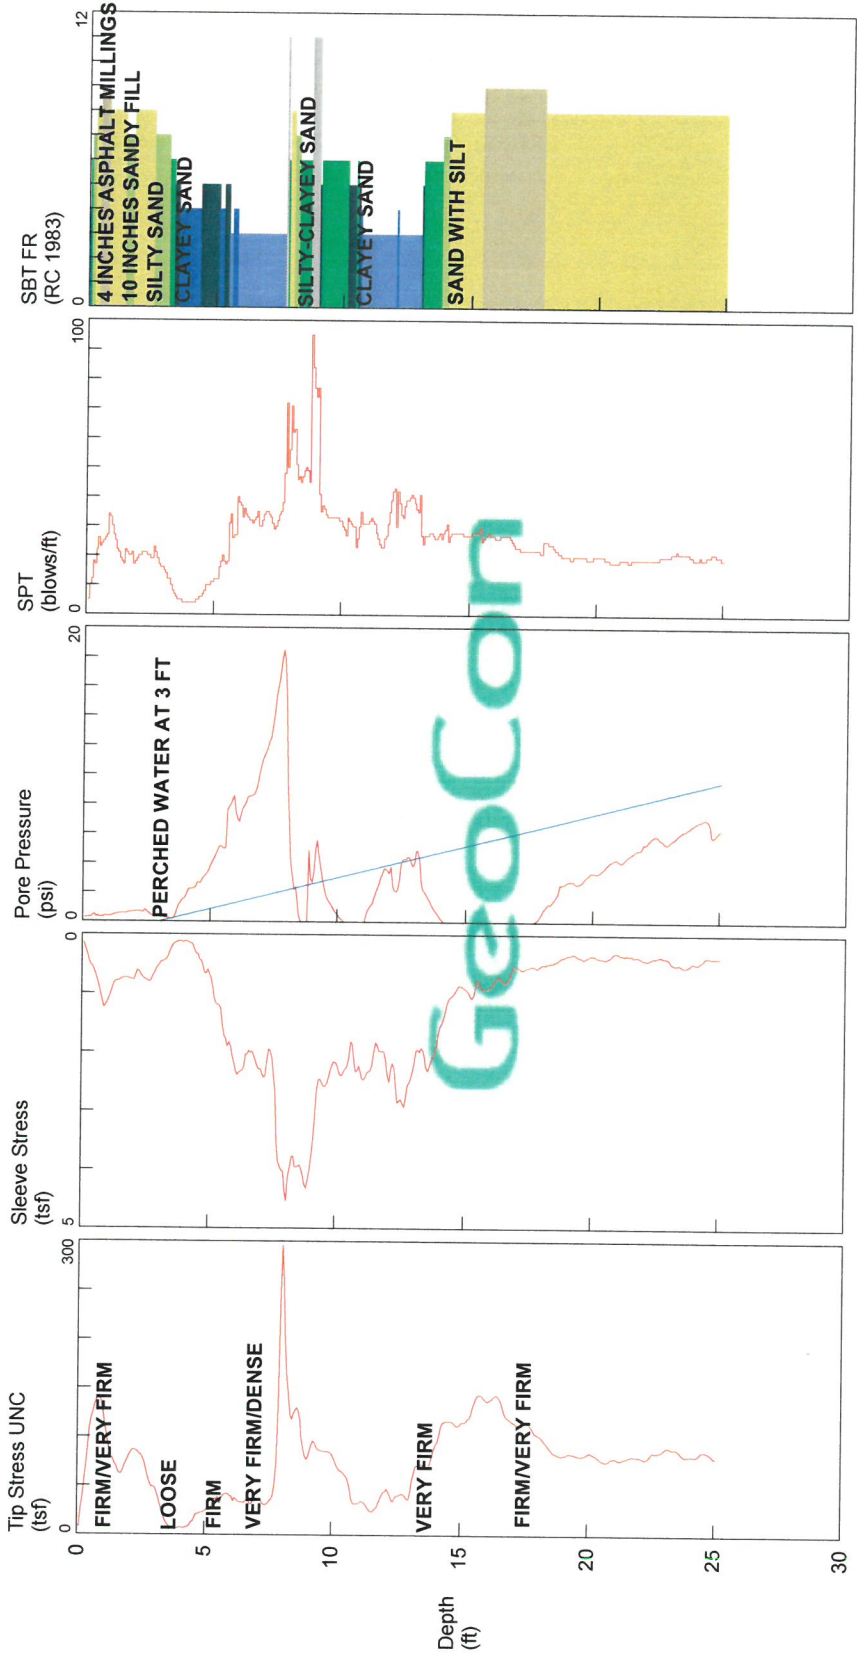 Tip Stress UNC
(tsf)
0
300
FIRM/VERY FIRM
LOOSE
FIRM
VERY FIRM/DENSE
VERY FIRM
FIRM/VERY FIRM
Sleeve Stress
(tsf)
5
0
Pore Pressure
(psi)
0
20
PERCHED WATER AT 3 FT
SPT
(blows/ft)
0
100
SBT FR
(RC 1983)
0
12
4 INCHES ASPHALT MILLINGS
10 INCHES SANDY FILL
SILTY SAND
CLAYEY SAND
SILTY-CLAYEY SAND
CLAYEY SAND
SAND WITH SILT
0
5
10
15
20
25
30
Depth
(ft)
GeoCon